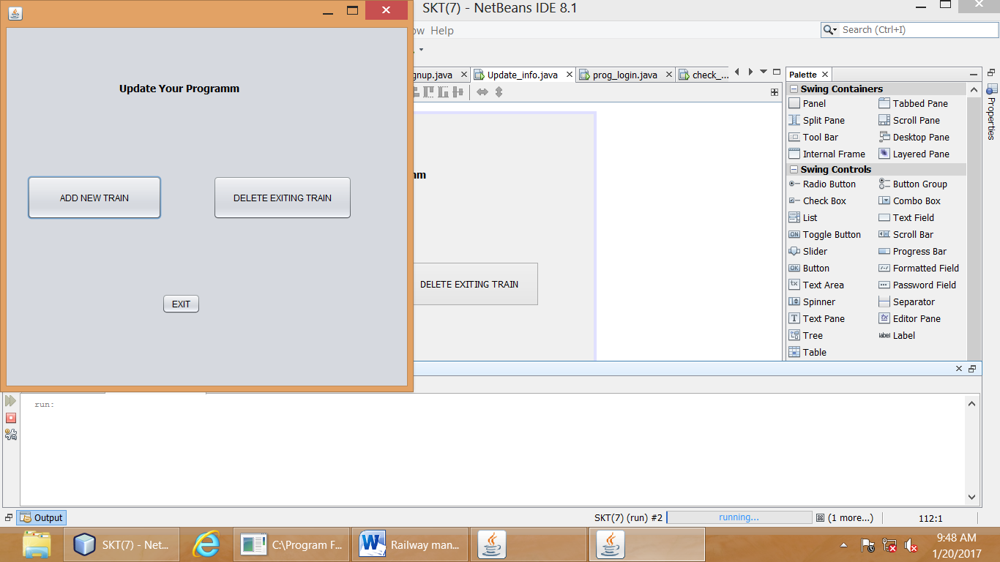 SKT(7) - NetBeans IDE 8.1
ow Help
Search (Ctrl+I)
gnup.java
Update_info.java
prog_login.java
check_...
Palette
Update Your Programm
ADD NEW TRAIN
DELETE EXITING TRAIN
EXIT
mm
DELETE EXITING TRAIN
Swing Containers
Panel
Tabbed Pane
Split Pane
Scroll Pane
Tool Bar
Desktop Pane
Internal Frame
Layered Pane
Swing Controls
Radio Button
Button Group
Check Box
Combo Box
List
Text Field
Toggle Button
Scroll Bar
Slider
Progress Bar
Button
Formatted Field
Text Area
Password Field
Spinner
Separator
Text Pane
Editor Pane
Tree
label Label
Table
Properties
run:
Output
SKT(7) (run) #2
running...
(1 more...)
112:1
SKT(7) - Net...
C:\Program F...
Railway man...
9:48 AM
1/20/2017